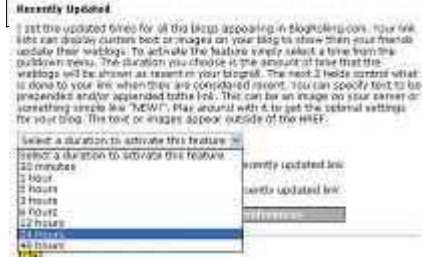 Recently Updated
I get the updated times for all the blogs appearing in BlogRolling.com. Your link
lists can display custom text or images on your blog to show then your friends
update their weblogs. To activate the feature simply select a time from the
pulldown menu. The duration you choose is the amount of time that the
weblogs will be shown as recent in your blogroll. The next 2 fields control what
is done to your link when they are considered recent. You can specify text to be
prepended and/or appended to the link. This can be an image on your server or
something simple like "NEW!". Play around with it to get the optimal settings
for your blog. The text or images appear outside of the HREF.
Select a duration to activate this feature
Select a duration to activate this feature
30 minutes
1 hour
ecently updated link
3 hours
6 hours
ecently updated link
12 hours
24 hours
48 hours